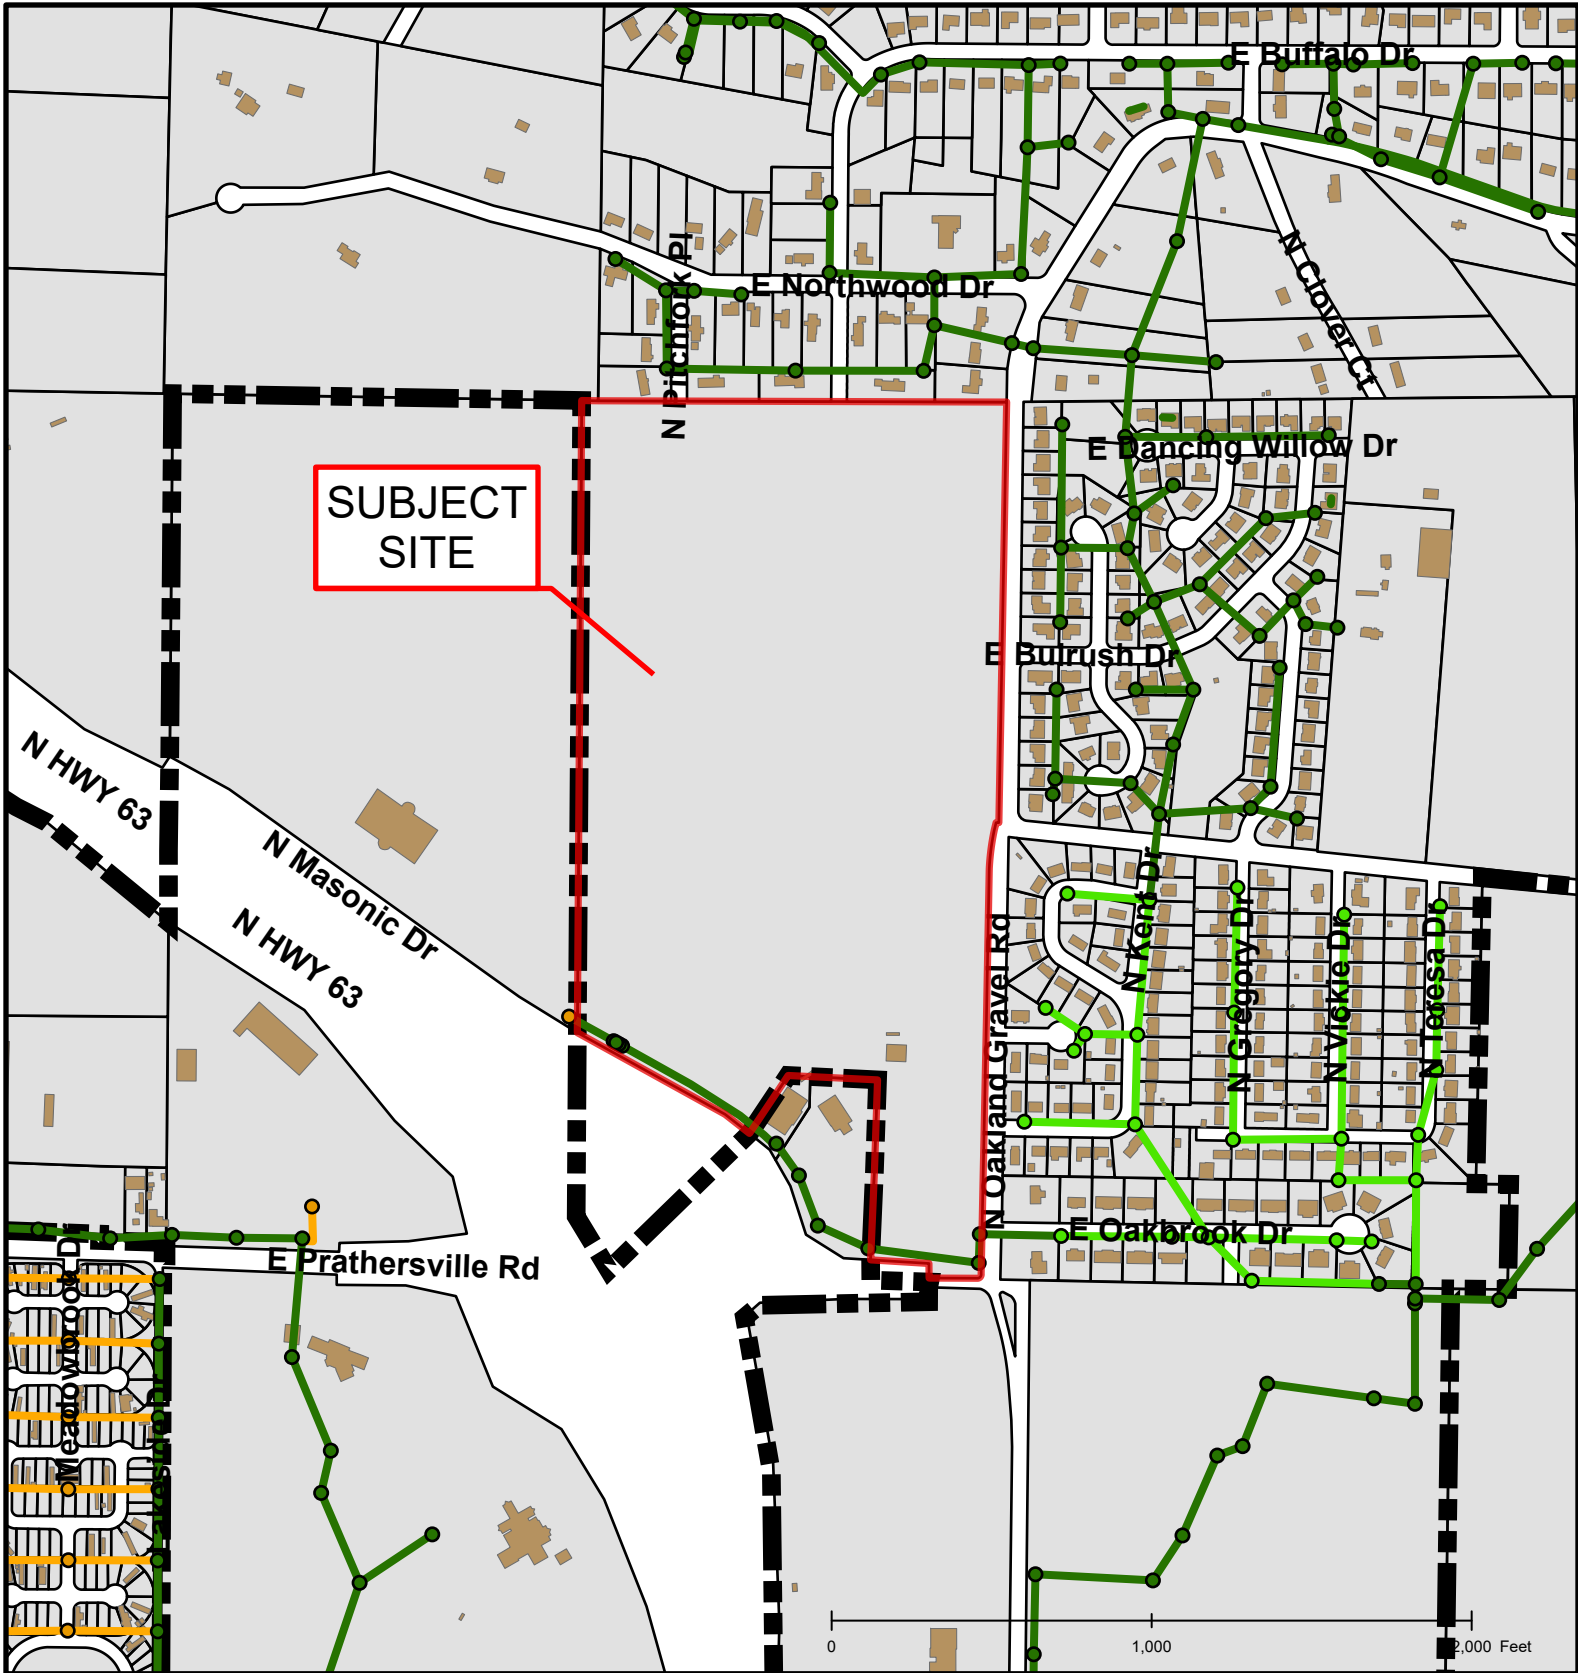 E Buffalo Dr
N Pitchfork Pl
E Northwood Dr
N Clover Ct
E Dancing Willow Dr
SUBJECT
SITE
E Bulrush Dr
N HWY 63
N Masonic Dr
N HWY 63
N Kent Dr
N Oakland Gravel Rd
N Gregory Dr
N Vickie Dr
N Teresa Dr
E Oakbrook Dr
E Prathersville Rd
Meadowbrook Dr
Lakeside Dr
0 1,000 2,000 Feet